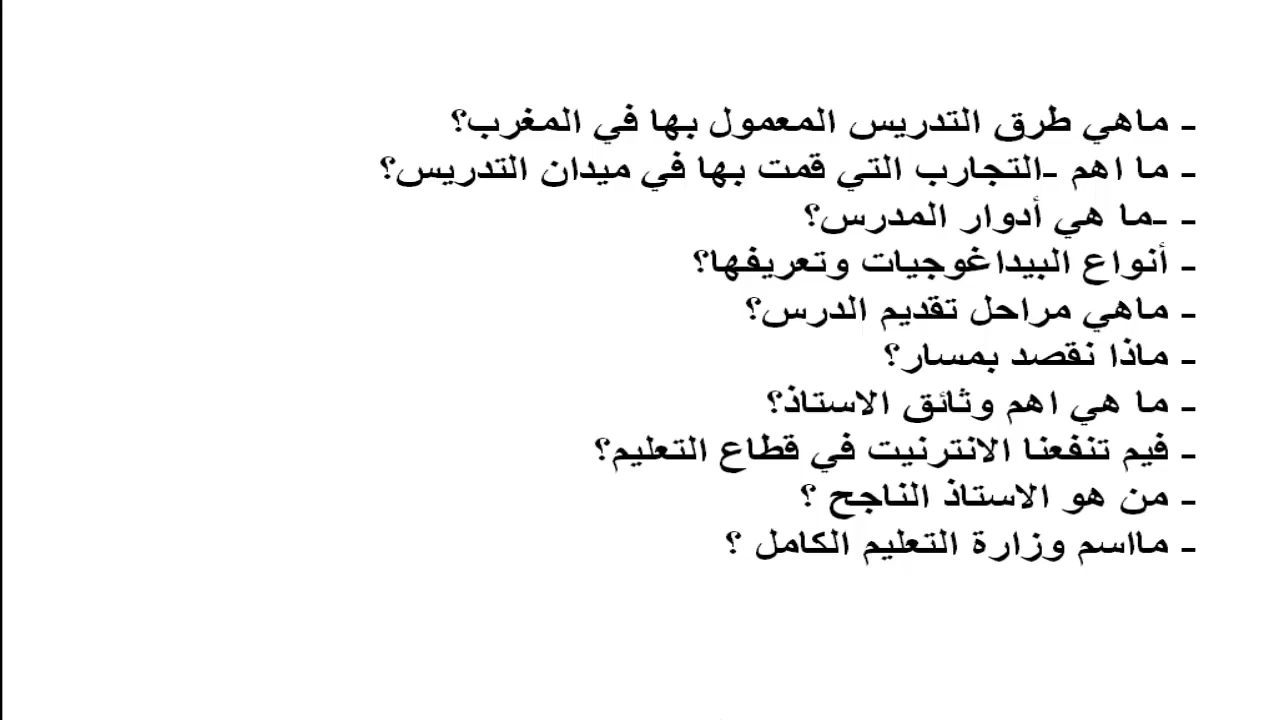 - ماهي طرق التدريس المعمول بها في المغرب؟
- ما اهم -التجارب التي قمت بها في ميدان التدريس؟
- -ما هي أدوار المدرس؟
- أنواع البيداغوجيات وتعريفها؟
- ماهي مراحل تقديم الدرس؟
- ماذا نقصد بمسار؟
- ما هي اهم وثائق الاستاذ؟
- فيم تنفعنا الانترنيت في قطاع التعليم؟
- من هو الاستاذ الناجح ؟
- مااسم وزارة التعليم الكامل ؟